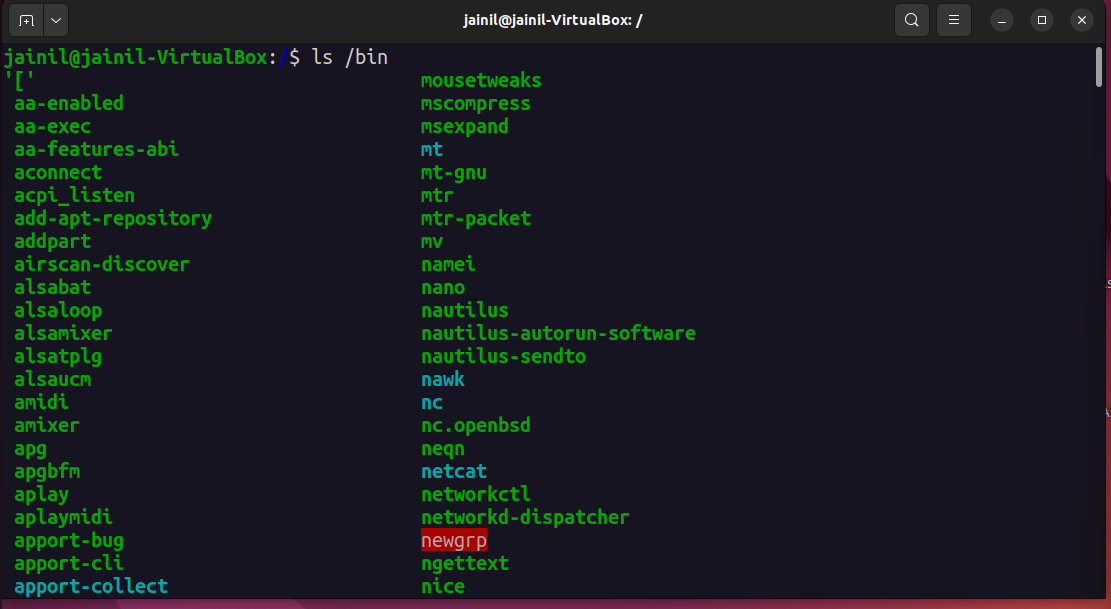 jainil@jainil-VirtualBox: /
jainil@jainil-VirtualBox:/$ ls /bin
'[' mousetweaks
aa-enabled mscompress
aa-exec msexpand
aa-features-abi mt
aconnect mt-gnu
acpi_listen mtr
add-apt-repository mtr-packet
addpart mv
airscan-discover namei
alsabat nano
alsaloop nautilus
alsamixer nautilus-autorun-software
alsatplg nautilus-sendto
alsaucm nawk
amidi nc
amixer nc.openbsd
apg neqn
apgbfm netcat
aplay networkctl
aplaymidi networkd-dispatcher
apport-bug newgrp
apport-cli ngettext
apport-collect nice